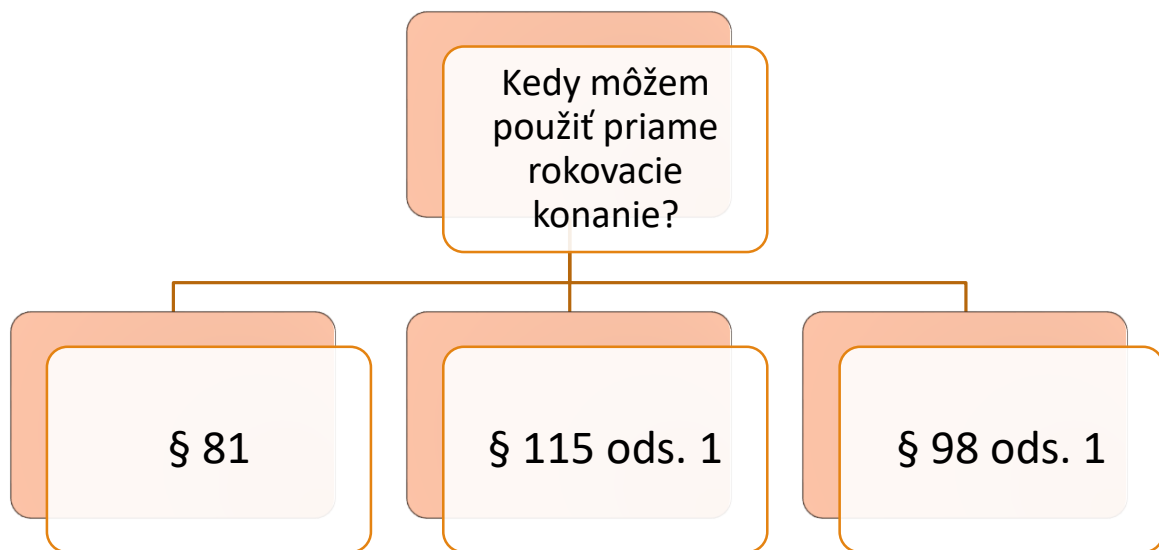 Kedy môžem
použiť priame
rokovacie
konanie?
§ 81
§ 115 ods. 1
§ 98 ods. 1